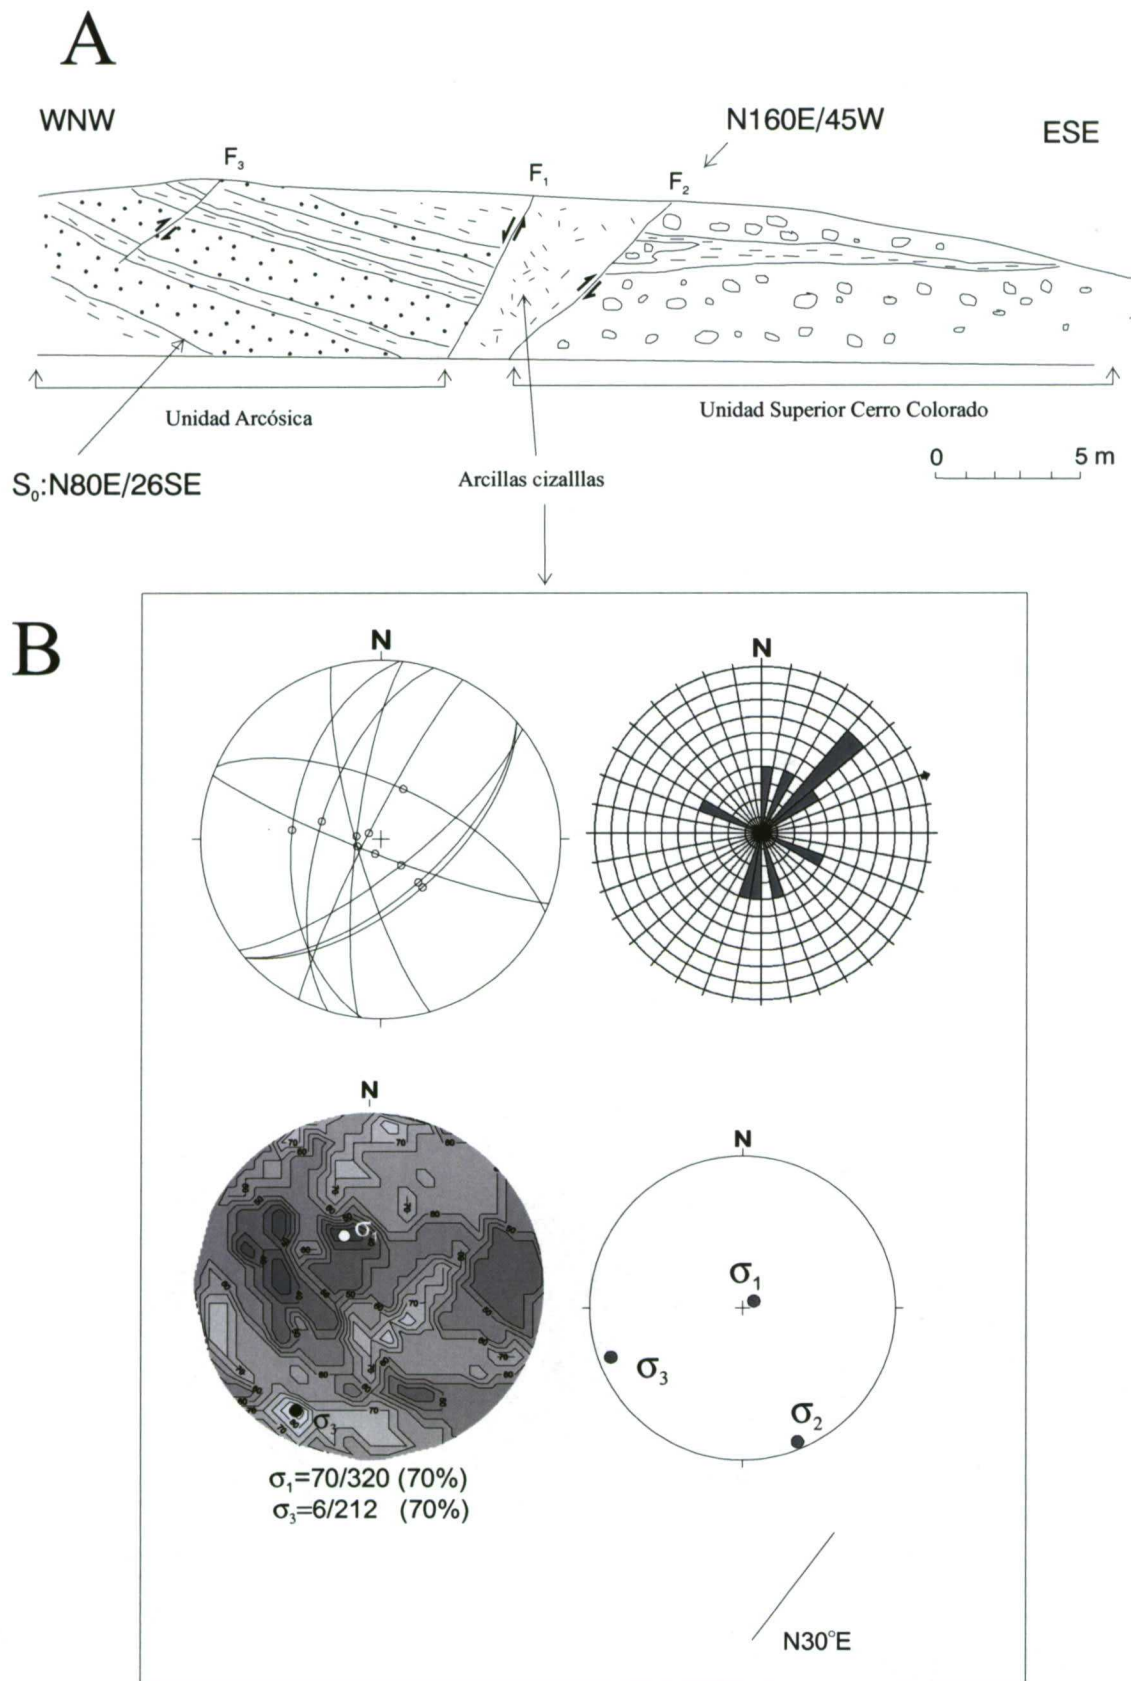 A
WNW
N160E/45W
ESE
F₃
F₁
F₂
Unidad Arcósica
Unidad Superior Cerro Colorado
S₀:N80E/26SE
Arcillas cizalllas
0 5 m
B
N
N
N
σ₁
σ₃
σ₁=70/320 (70%)
σ₃=6/212 (70%)
N
σ₁
σ₃
σ₂
N30°E